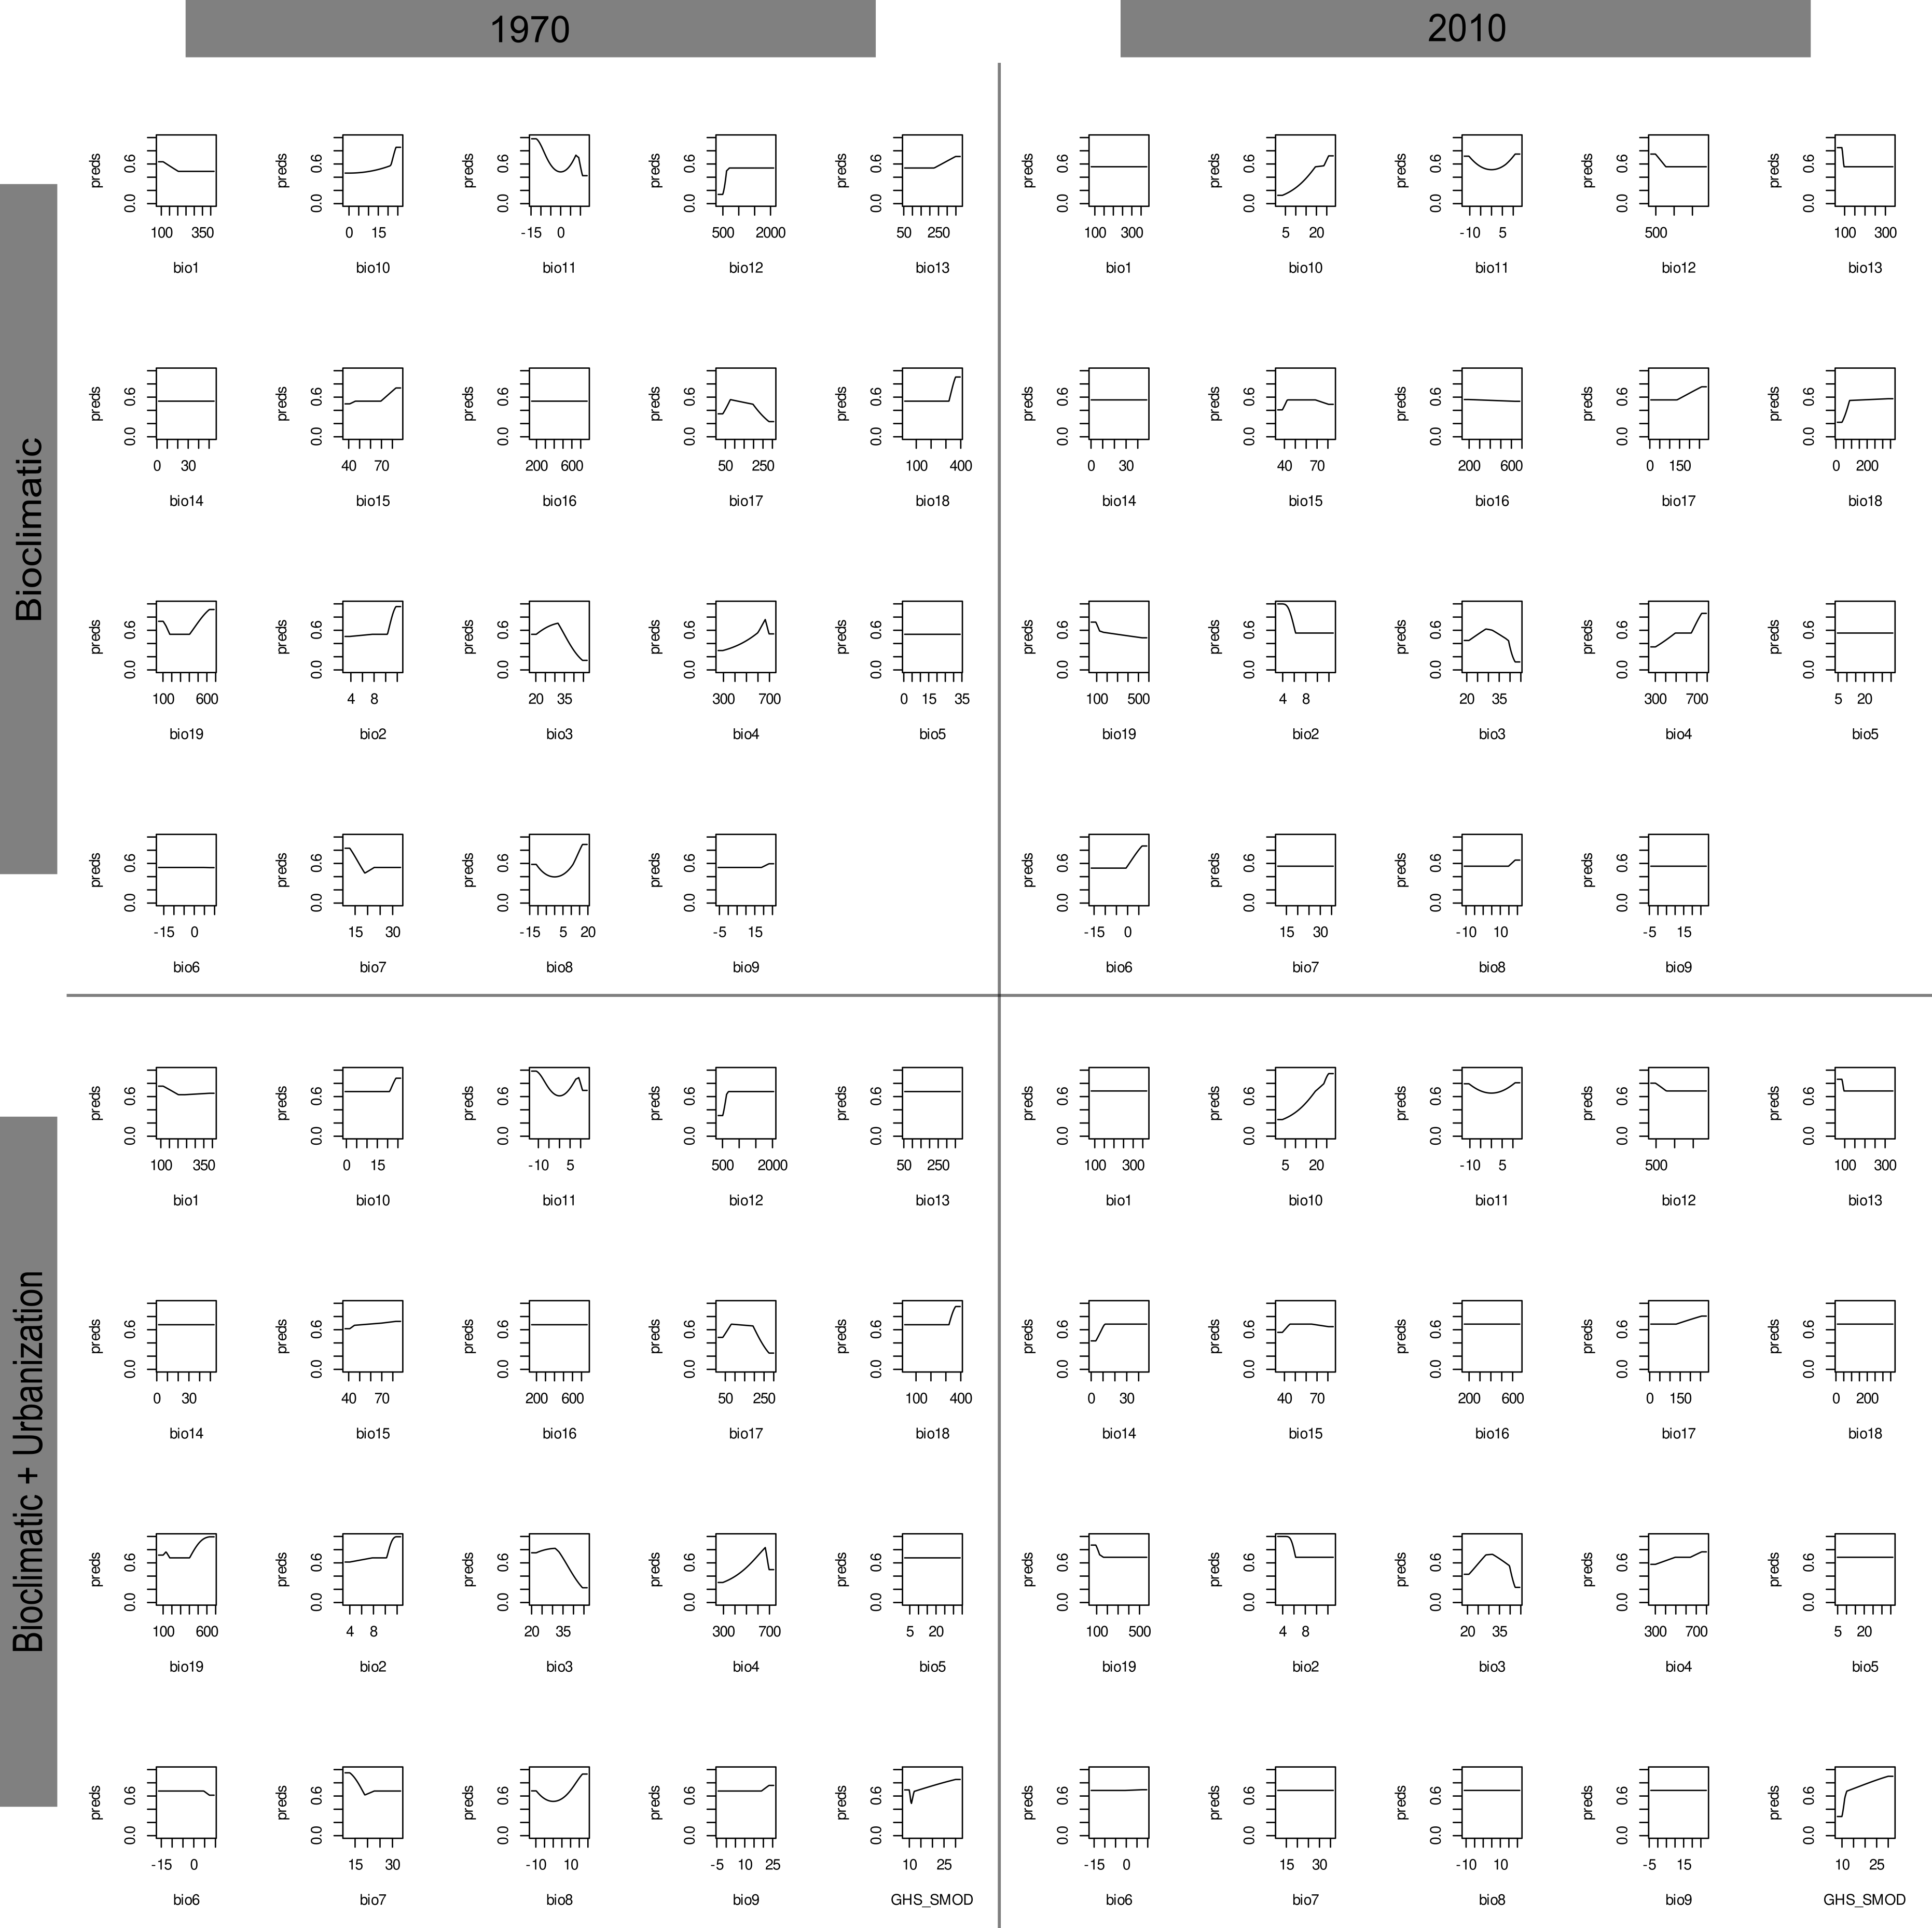 1970
2010
Bioclimatic
preds 0.0 0.6 preds 0.0 0.6 preds 0.0 0.6 preds 0.0 0.6 preds 0.0 0.6
100 350 0 15 -15 0 500 2000 50 250
bio1 bio10 bio11 bio12 bio13
preds 0.0 0.6 preds 0.0 0.6 preds 0.0 0.6 preds 0.0 0.6 preds 0.0 0.6
0 30 40 70 200 600 50 250 100 400
bio14 bio15 bio16 bio17 bio18
preds 0.0 0.6 preds 0.0 0.6 preds 0.0 0.6 preds 0.0 0.6 preds 0.0 0.6
100 600 4 8 20 35 300 700 0 15 35
bio19 bio2 bio3 bio4 bio5
preds 0.0 0.6 preds 0.0 0.6 preds 0.0 0.6 preds 0.0 0.6
-15 0 15 30 -15 5 20 -5 15
bio6 bio7 bio8 bio9
preds 0.0 0.6 preds 0.0 0.6 preds 0.0 0.6 preds 0.0 0.6 preds 0.0 0.6
100 300 5 20 -10 5 500 100 300
bio1 bio10 bio11 bio12 bio13
preds 0.0 0.6 preds 0.0 0.6 preds 0.0 0.6 preds 0.0 0.6 preds 0.0 0.6
0 30 40 70 200 600 0 150 0 200
bio14 bio15 bio16 bio17 bio18
preds 0.0 0.6 preds 0.0 0.6 preds 0.0 0.6 preds 0.0 0.6 preds 0.0 0.6
100 500 4 8 20 35 300 700 5 20
bio19 bio2 bio3 bio4 bio5
preds 0.0 0.6 preds 0.0 0.6 preds 0.0 0.6 preds 0.0 0.6
-15 0 15 30 -10 10 -5 15
bio6 bio7 bio8 bio9
Bioclimatic + Urbanization
preds 0.0 0.6 preds 0.0 0.6 preds 0.0 0.6 preds 0.0 0.6 preds 0.0 0.6
100 350 0 15 -10 5 500 2000 50 250
bio1 bio10 bio11 bio12 bio13
preds 0.0 0.6 preds 0.0 0.6 preds 0.0 0.6 preds 0.0 0.6 preds 0.0 0.6
0 30 40 70 200 600 50 250 100 400
bio14 bio15 bio16 bio17 bio18
preds 0.0 0.6 preds 0.0 0.6 preds 0.0 0.6 preds 0.0 0.6 preds 0.0 0.6
100 600 4 8 20 35 300 700 5 20
bio19 bio2 bio3 bio4 bio5
preds 0.0 0.6 preds 0.0 0.6 preds 0.0 0.6 preds 0.0 0.6 preds 0.0 0.6
-15 0 15 30 -10 10 -5 10 25 10 25
bio6 bio7 bio8 bio9 GHS_SMOD
preds 0.0 0.6 preds 0.0 0.6 preds 0.0 0.6 preds 0.0 0.6 preds 0.0 0.6
100 300 5 20 -10 5 500 100 300
bio1 bio10 bio11 bio12 bio13
preds 0.0 0.6 preds 0.0 0.6 preds 0.0 0.6 preds 0.0 0.6 preds 0.0 0.6
0 30 40 70 200 600 0 150 0 200
bio14 bio15 bio16 bio17 bio18
preds 0.0 0.6 preds 0.0 0.6 preds 0.0 0.6 preds 0.0 0.6 preds 0.0 0.6
100 500 4 8 20 35 300 700 5 20
bio19 bio2 bio3 bio4 bio5
preds 0.0 0.6 preds 0.0 0.6 preds 0.0 0.6 preds 0.0 0.6 preds 0.0 0.6
-15 0 15 30 -10 10 -5 15 10 25
bio6 bio7 bio8 bio9 GHS_SMOD